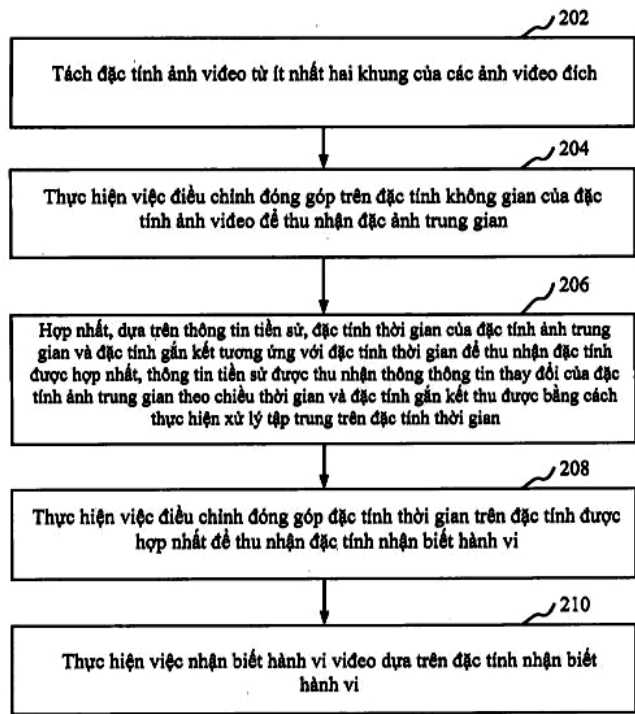 202
Tách đặc tính ảnh video từ ít nhất hai khung của các ảnh video đích
204
Thực hiện việc điều chỉnh đóng góp trên đặc tính không gian của đặc
tính ảnh video để thu nhận đặc ảnh trung gian
206
Hợp nhất, dựa trên thông tin tiền sử, đặc tính thời gian của đặc tính ảnh trung
gian và đặc tính gắn kết tương ứng với đặc tính thời gian để thu nhận đặc tính
được hợp nhất, thông tin tiền sử được thu nhận thông thông tin thay đổi của đặc
tính ảnh trung gian theo chiều thời gian và đặc tính gắn kết thu được bằng cách
thực hiện xử lý tập trung trên đặc tính thời gian
208
Thực hiện việc điều chỉnh đóng góp đặc tính thời gian trên đặc tính được
hợp nhất để thu nhận đặc tính nhận biết hành vi
210
Thực hiện việc nhận biết hành vi video dựa trên đặc tính nhận biết
hành vi